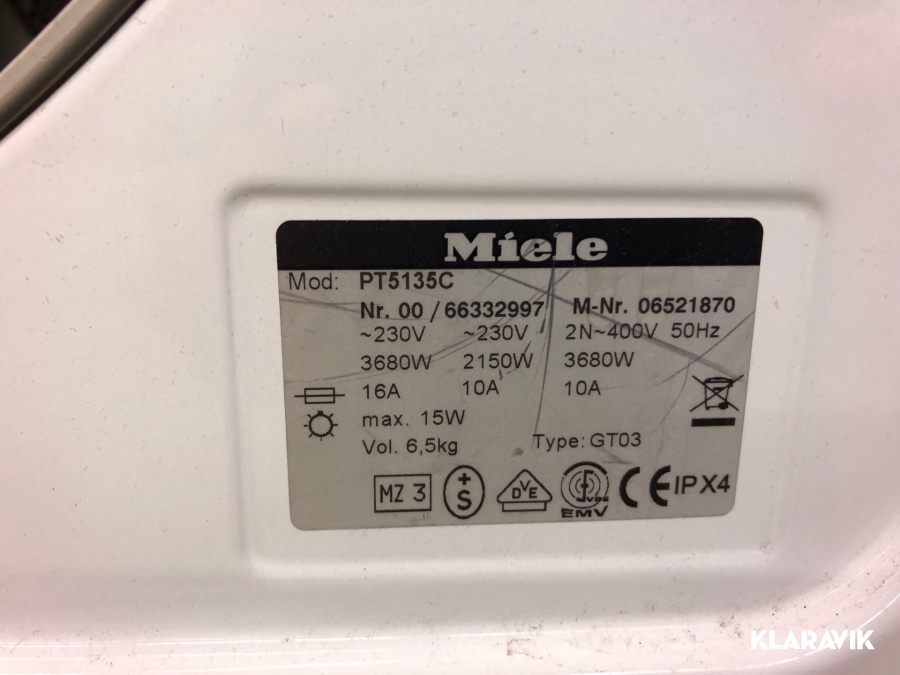 Miele
Mod: PT5135C
Nr. 00 / 66332997 M-Nr. 06521870
~230V ~230V 2N~400V 50Hz
3680W 2150W 3680W
16A 10A 10A
max. 15W
Vol. 6,5kg Type: GT03
MZ 3 +S DVE VDE EMV CE IPX4
KLARAVIK